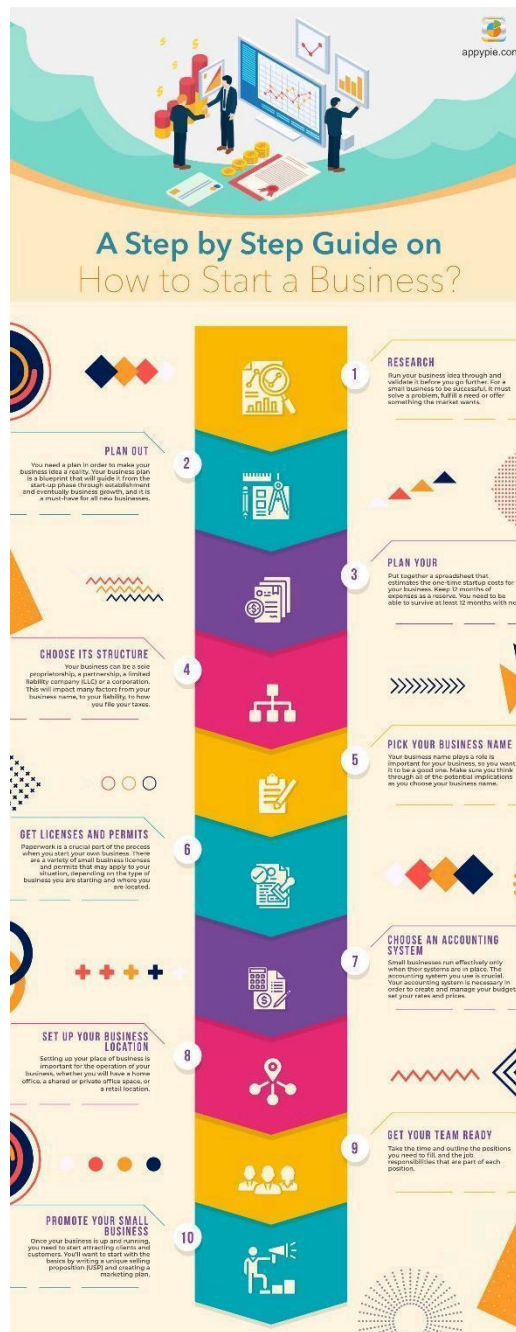 appypie.com
A Step by Step Guide on
How to Start a Business?
1
RESEARCH
Run your business idea through and
validate it before you go further. For a
small business to be successful, it must
solve a problem, fulfill a need or offer
something the market wants.
2
PLAN OUT
You need a plan in order to make your
business idea a reality. Your business plan
is a blueprint that will guide it from the
start-up phase through establishment
and eventually business growth, and it is
a must-have for all new businesses.
3
PLAN YOUR
Put together a spreadsheet that
estimates the one-time startup costs for
your business. Keep 12 months of
expenses as a reserve. You need to be
able to survive at least 12 months with no
4
CHOOSE ITS STRUCTURE
Your business can be a sole
proprietorship, a partnership, a limited
liability company (LLC) or a corporation.
This will impact many factors from your
business name, to your liability, to how
you file your taxes.
5
PICK YOUR BUSINESS NAME
Your business name plays a role is
important for your business, so you want
it to be a good one. Make sure you think
through all of the potential implications
as you choose your business name.
6
GET LICENSES AND PERMITS
Paperwork is a crucial part of the process
when you start your own business. There
are a variety of small business licenses
and permits that may apply to your
situation, depending on the type of
business you are starting and where you
are located.
7
CHOOSE AN ACCOUNTING
SYSTEM
Small businesses run effectively only
when their systems are in place. The
accounting system you use is crucial.
Your accounting system is necessary in
order to create and manage your budget,
set your rates and prices.
8
SET UP YOUR BUSINESS
LOCATION
Setting up your place of business is
important for the operation of your
business, whether you will have a home
office, a shared or private office space, or
a retail location.
9
GET YOUR TEAM READY
Take the time and outline the positions
you need to fill, and the job
responsibilities that are part of each
position.
10
PROMOTE YOUR SMALL
BUSINESS
Once your business is up and running,
you need to start attracting clients and
customers. You'll want to start with the
basics by writing a unique selling
proposition (USP) and creating a
marketing plan.